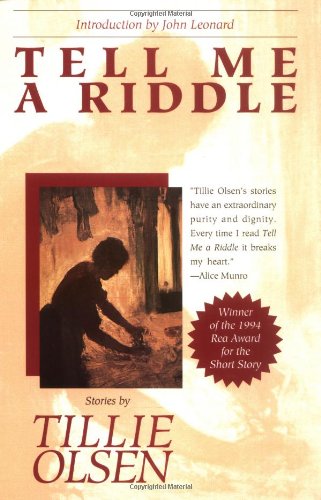 Introduction by John Leonard
TELL ME
A RIDDLE
"Tillie Olsen's stories
have an extraordinary
purity and dignity.
Every time I read Tell
Me a Riddle it breaks
my heart."
—Alice Munro
Winner
of the 1994
Rea Award
for the
Short Story
Stories by
TILLIE
OLSEN